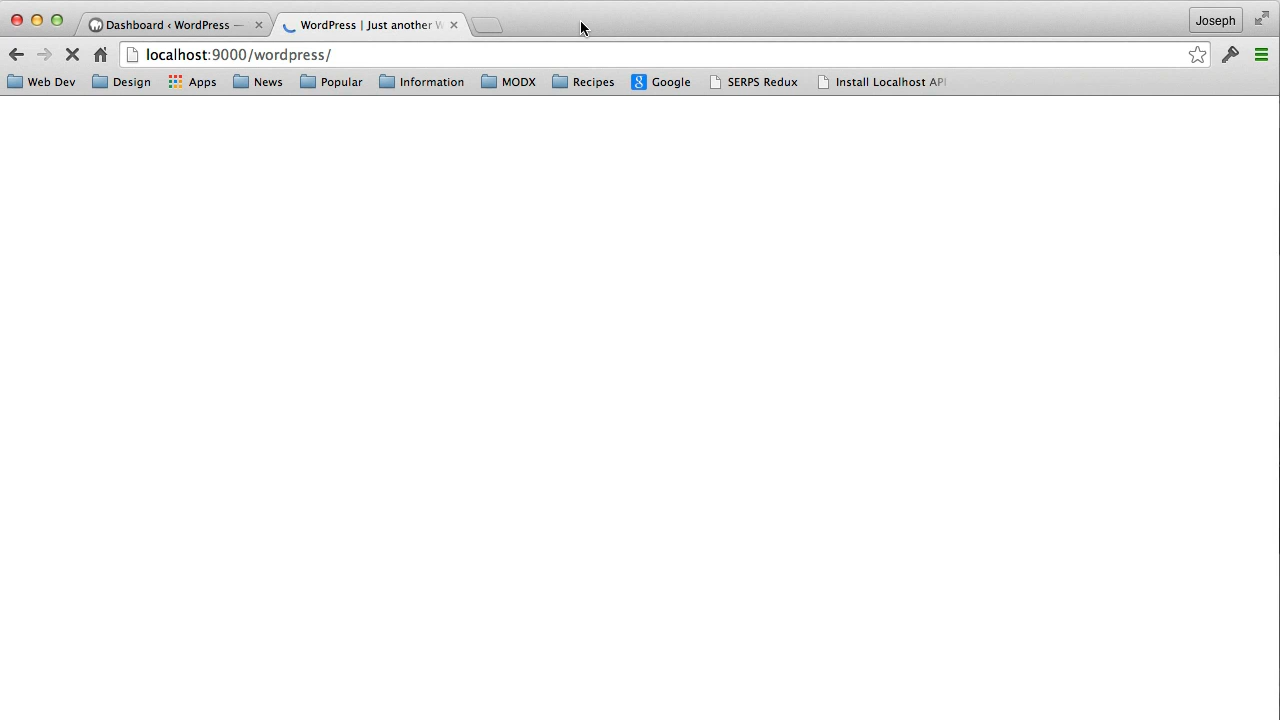 Dashboard ‹ WordPress —
WordPress | Just another W
Joseph
localhost:9000/wordpress/
Web Dev Design Apps News Popular Information MODX Recipes Google SERPS Redux Install Localhost API